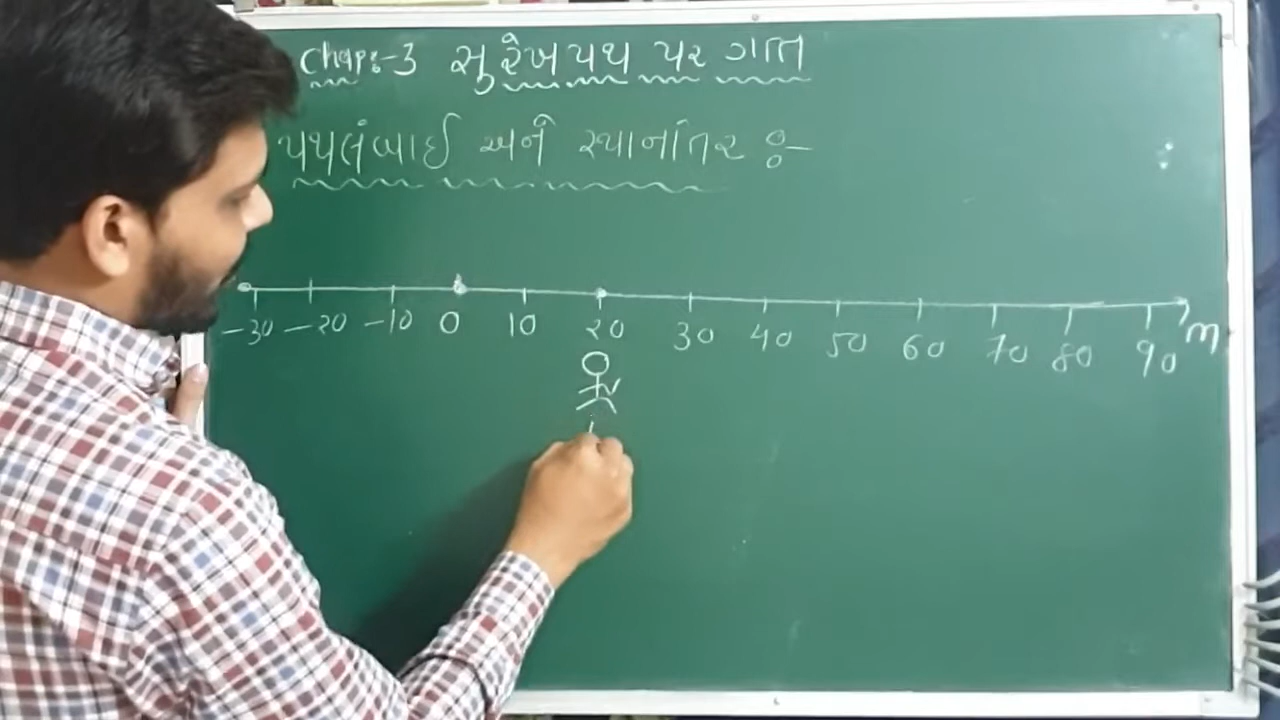 Chap:-3 સુરેખ પથ પર ગતિ
પથલંબાઈ અને સ્થાનાંતર :-
-30 -20 -10 0 10 20 30 40 50 60 70 80 90 m